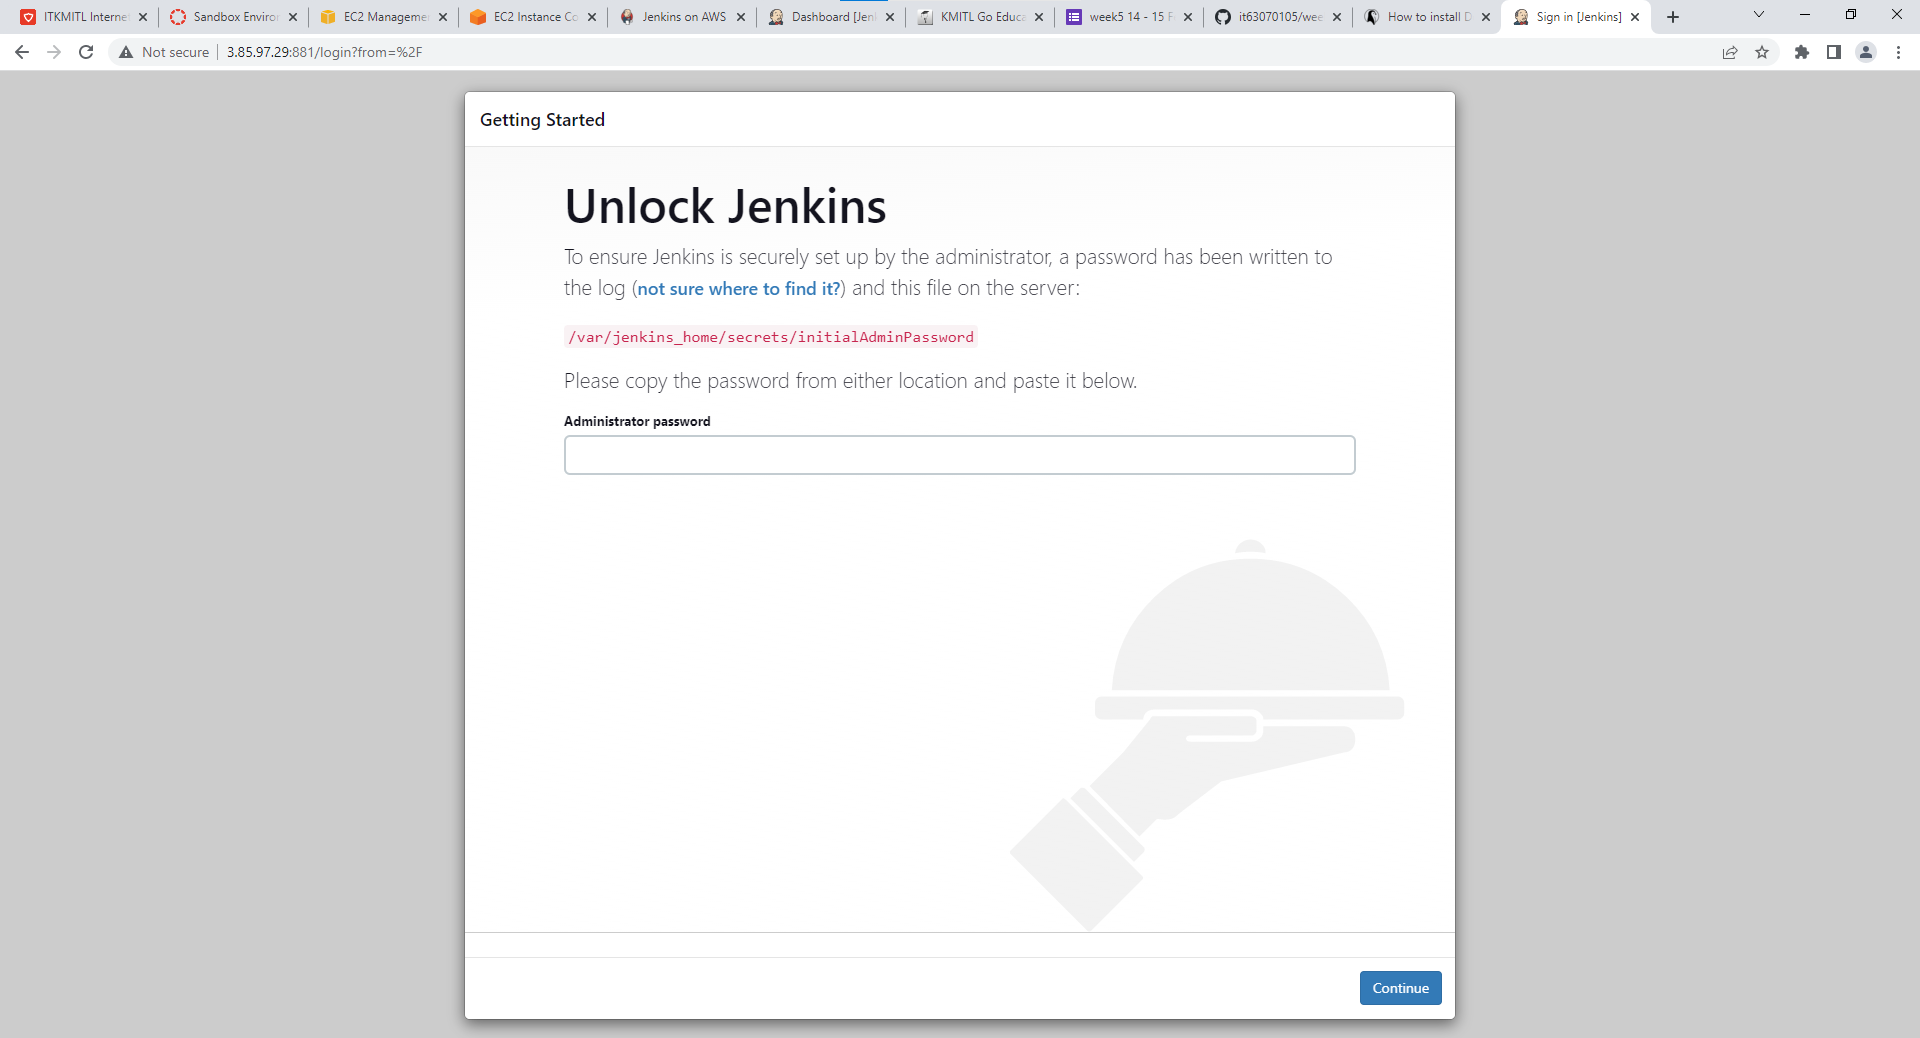 ITKMITL Interne
Sandbox Enviror
EC2 Manageme
EC2 Instance Co
Jenkins on AWS
Dashboard [Jenk
KMITL Go Educa
week5 14 - 15 F
it63070105/wee
How to install D
Sign in [Jenkins]
Not secure
3.85.97.29:881/login?from=%2F
Getting Started
Unlock Jenkins
To ensure Jenkins is securely set up by the administrator, a password has been written to
the log (not sure where to find it?) and this file on the server:
/var/jenkins_home/secrets/initialAdminPassword
Please copy the password from either location and paste it below.
Administrator password
Continue